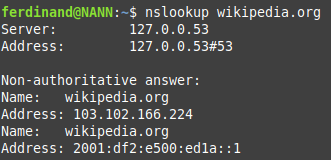 ferdinand@NANN:~$ nslookup wikipedia.org
Server:         127.0.0.53
Address:        127.0.0.53#53

Non-authoritative answer:
Name:   wikipedia.org
Address: 103.102.166.224
Name:   wikipedia.org
Address: 2001:df2:e500:ed1a::1